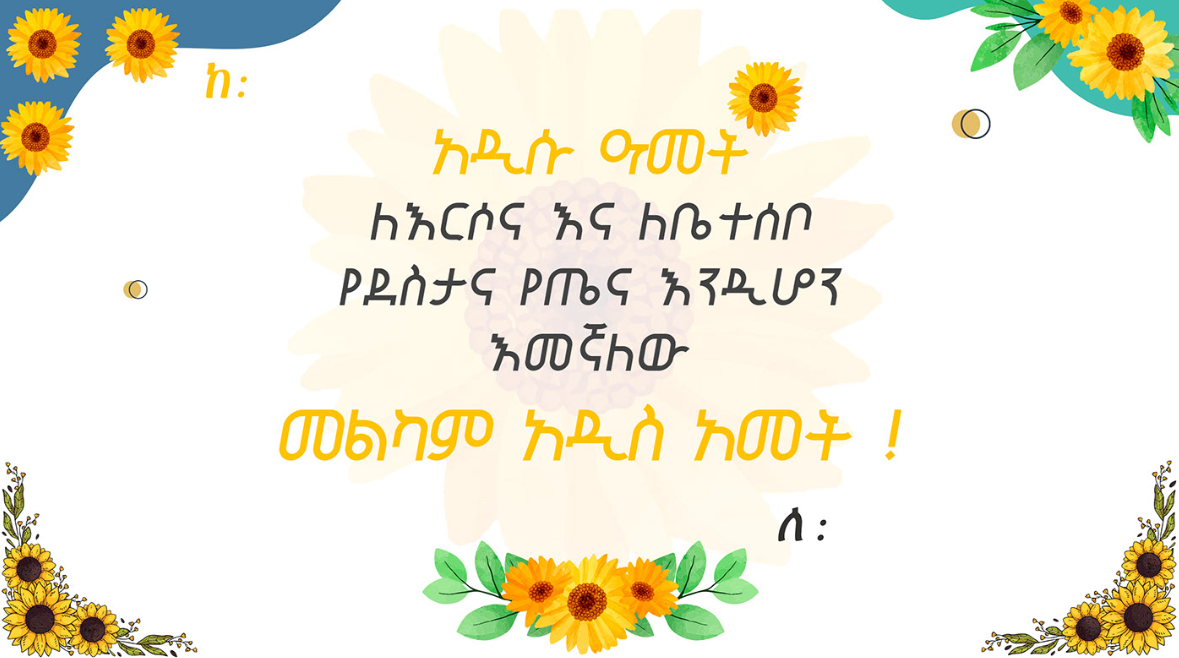 ከ:
አዲሱ ዓመት
ለእርሶና እና ለቤተሰቦ
የደስታና የጤና እንዲሆን
እመኛለው
መልካም አዲስ አመት !
ለ: